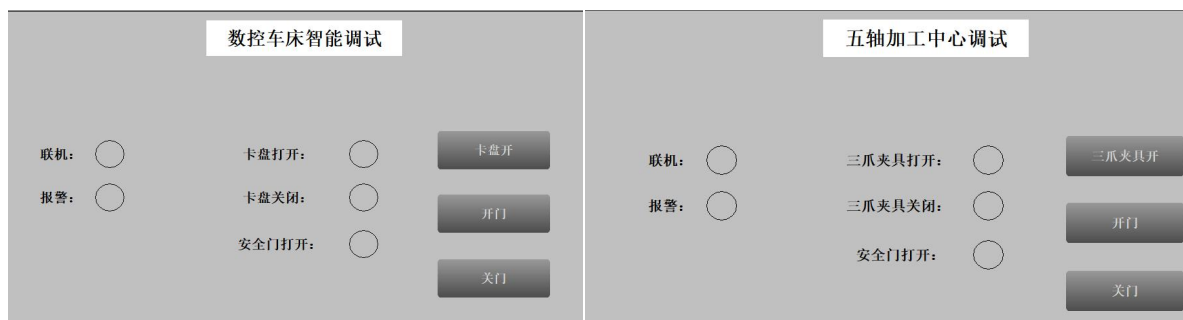 数控车床智能调试
联机：
卡盘打开：
卡盘开
报警：
卡盘关闭：
开门
安全门打开：
关门
五轴加工中心调试
联机：
三爪夹具打开：
三爪夹具开
报警：
三爪夹具关闭：
开门
安全门打开：
关门